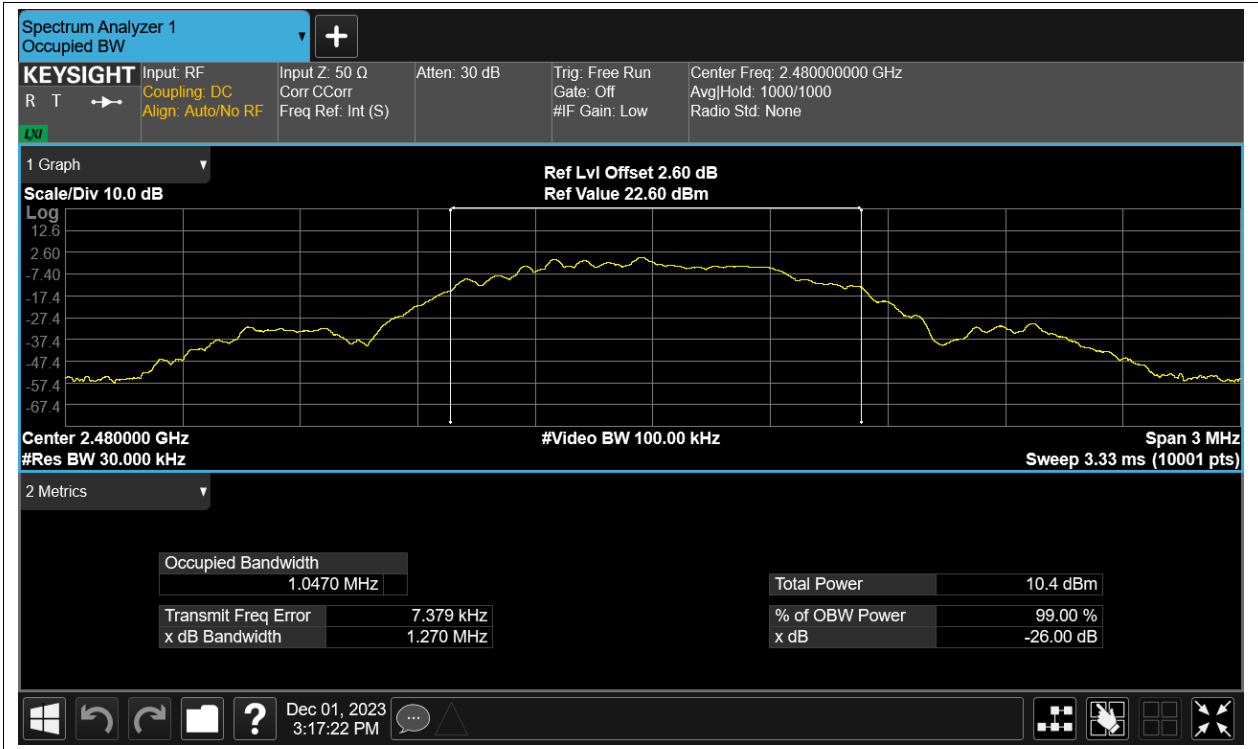 Spectrum Analyzer 1
Occupied BW
KEYSIGHT
R T
LXI
Input: RF
Coupling: DC
Align: Auto/No RF
Input Z: 50 Ω
Corr CCorr
Freq Ref: Int (S)
Atten: 30 dB
Trig: Free Run
Gate: Off
#IF Gain: Low
Center Freq: 2.480000000 GHz
Avg|Hold: 1000/1000
Radio Std: None
1 Graph
Scale/Div 10.0 dB
Ref Lvl Offset 2.60 dB
Ref Value 22.60 dBm
Log
12.6
2.60
-7.40
-17.4
-27.4
-37.4
-47.4
-57.4
-67.4
Center 2.480000 GHz
#Res BW 30.000 kHz
#Video BW 100.00 kHz
Span 3 MHz
Sweep 3.33 ms (10001 pts)
2 Metrics
Occupied Bandwidth
1.0470 MHz
Transmit Freq Error 7.379 kHz
x dB Bandwidth 1.270 MHz
Total Power 10.4 dBm
% of OBW Power 99.00 %
x dB -26.00 dB
?
Dec 01, 2023
3:17:22 PM